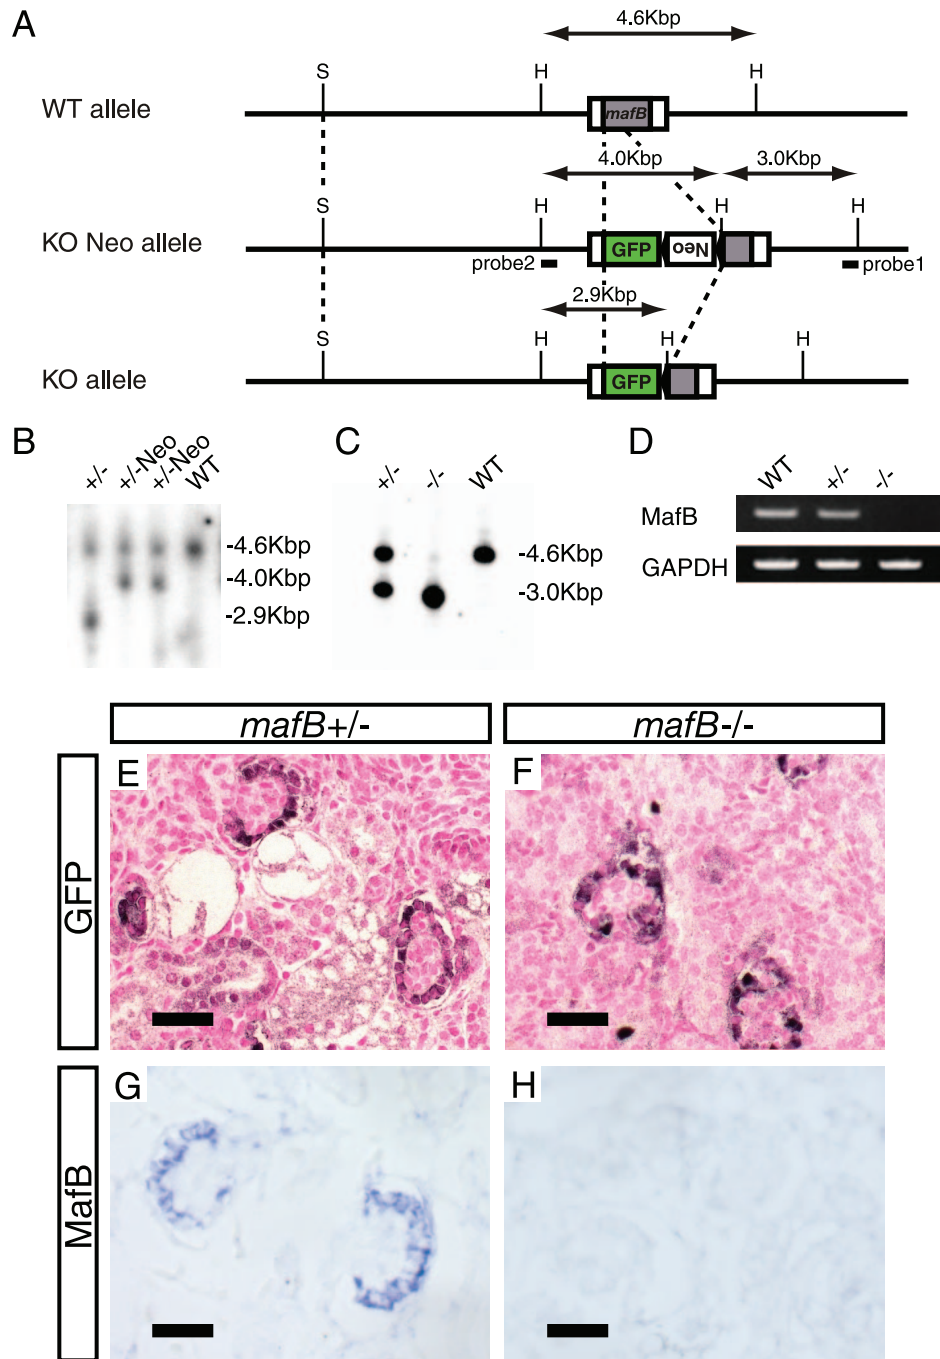 A
4.6Kbp
S H H
WT allele
mafB
4.0Kbp 3.0Kbp
S H H H
KO Neo allele
GFP Neo
probe2 probe1
2.9Kbp
S H H H
KO allele
GFP
B
+/- +/-Neo +/-Neo WT
-4.6Kbp
-4.0Kbp
-2.9Kbp
C
+/- -/- WT
-4.6Kbp
-3.0Kbp
D
WT +/- -/-
MafB
GAPDH
mafB+/- mafB-/-
GFP
E F
MafB
G H